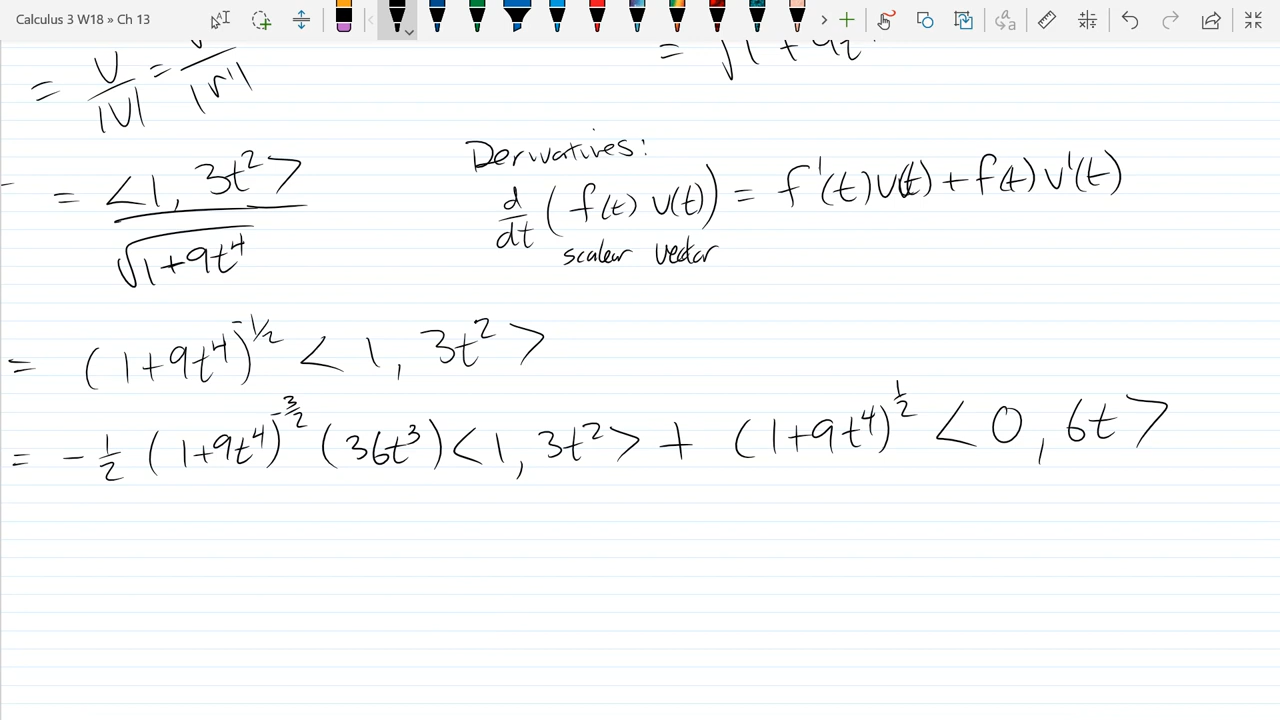 Calculus 3 W18 » Ch 13
= V/|V| = /|r'|
= √1+9t
= <1, 3t²> / √1+9t⁴
Derivatives:
d/dt (f(t) v(t)) = f'(t)v(t) + f(t)v'(t)
scalar vector
= (1+9t⁴)^-1/2 <1, 3t²>
= -1/2 (1+9t⁴)^-3/2 (36t³)<1, 3t²> + (1+9t⁴)^1/2 <0, 6t>